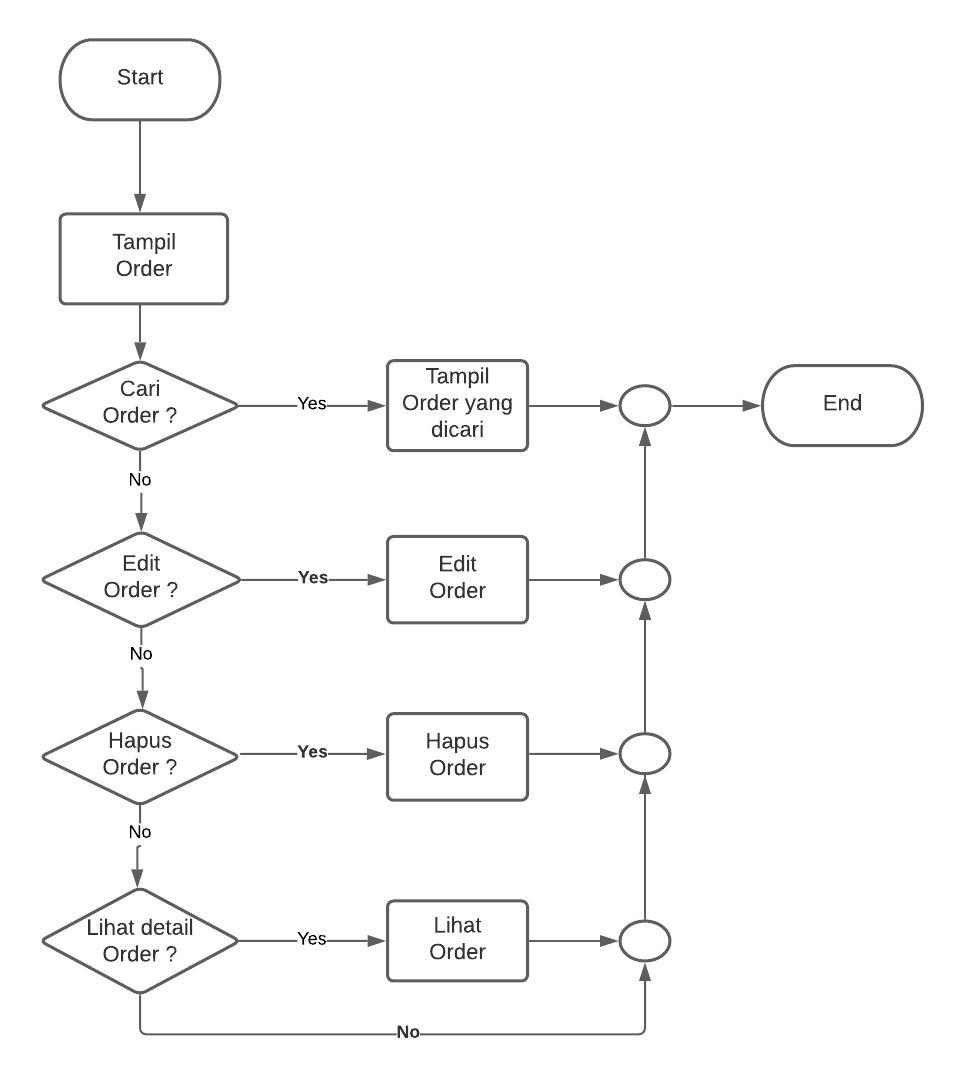 Start
Tampil
Order
Cari
Order ?
Yes
Tampil
Order yang
dicari
End
No
Edit
Order ?
Yes
Edit
Order
No
Hapus
Order ?
Yes
Hapus
Order
No
Lihat detail
Order ?
Yes
Lihat
Order
No